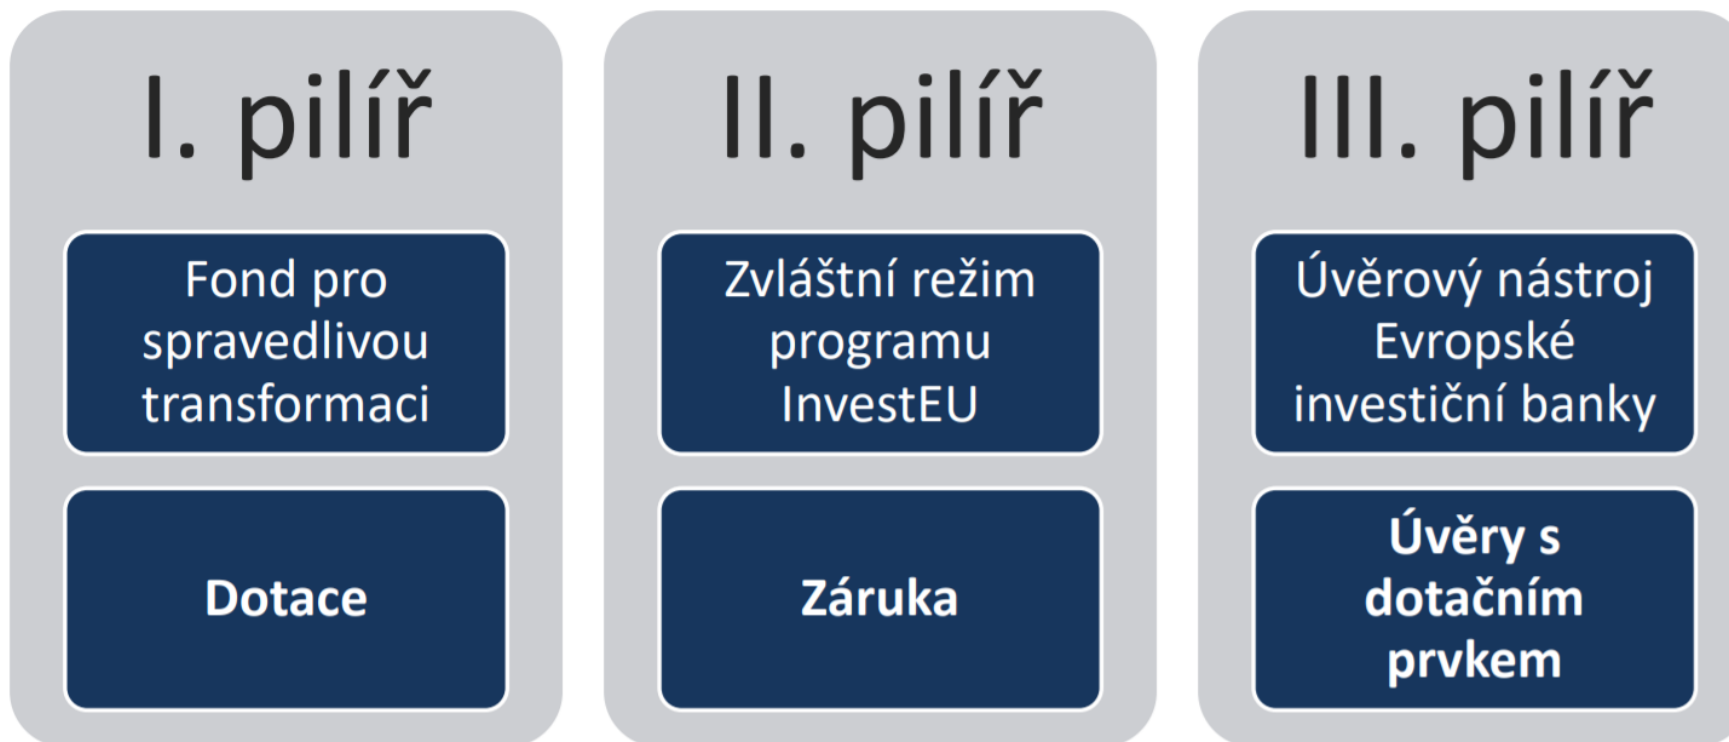 I. pilíř
Fond pro
spravedlivou
transformaci
Dotace
II. pilíř
Zvláštní režim
programu
InvestEU
Záruka
III. pilíř
Úvěrový nástroj
Evropské
investiční banky
Úvěry s
dotačním
prvkem